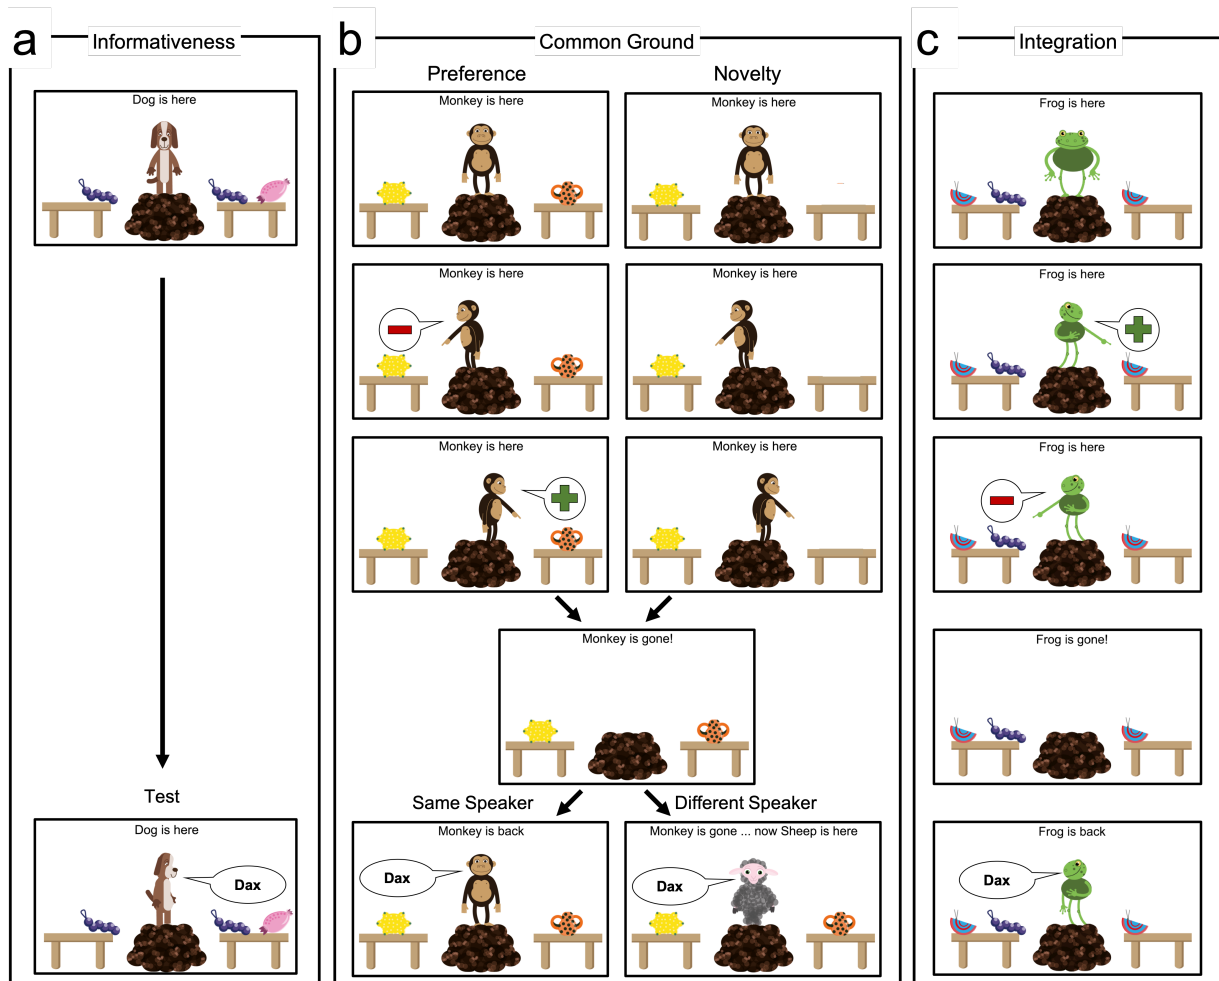 a
Informativeness
Dog is here
Test
Dog is here
Dax
b
Common Ground
Preference
Novelty
Monkey is here
Monkey is here
Monkey is here
Monkey is here
Monkey is here
Monkey is here
Monkey is gone!
Same Speaker
Different Speaker
Monkey is back
Dax
Monkey is gone ... now Sheep is here
Dax
c
Integration
Frog is here
Frog is here
Frog is here
Frog is gone!
Frog is back
Dax